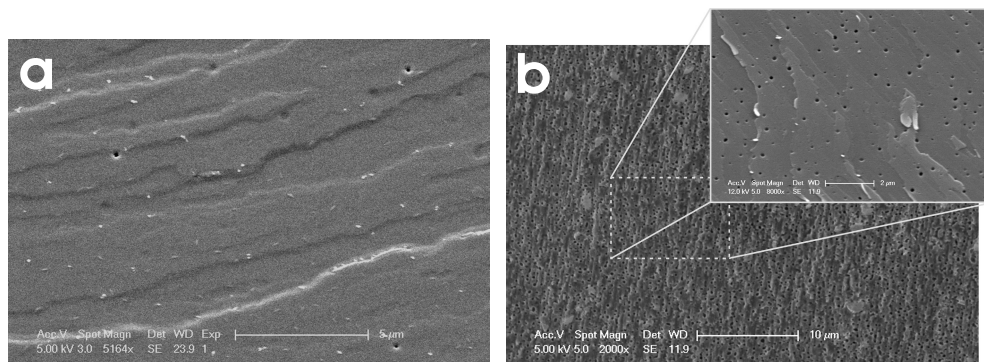 a
Acc.V Spot Magn Det WD Exp
5.00 kV 3.0 5164x SE 23.9 1
5 µm
b
Acc.V Spot Magn Det WD
12.0 kV 5.0 8000x SE 11.9
2 µm
Acc.V Spot Magn Det WD
5.00 kV 5.0 2000x SE 11.9
10 µm